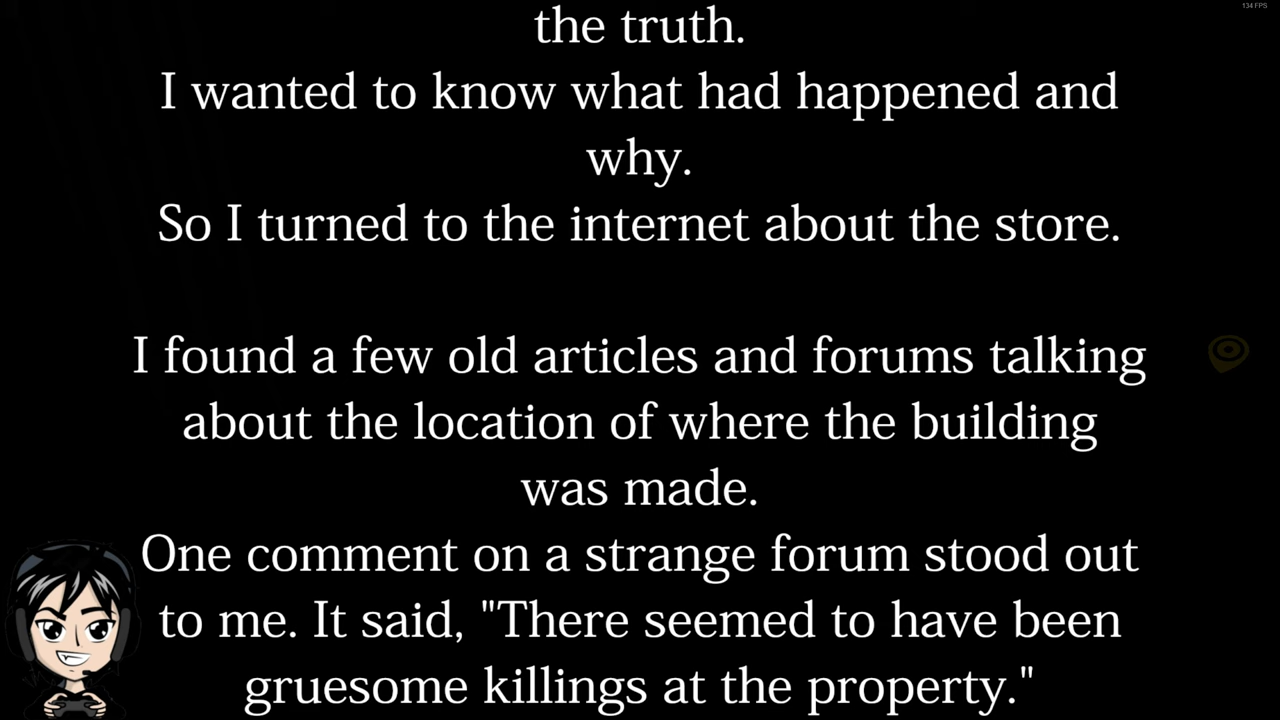 134 FPS
the truth.
I wanted to know what had happened and
why.
So I turned to the internet about the store.
I found a few old articles and forums talking
about the location of where the building
was made.
One comment on a strange forum stood out
to me. It said, "There seemed to have been
gruesome killings at the property."